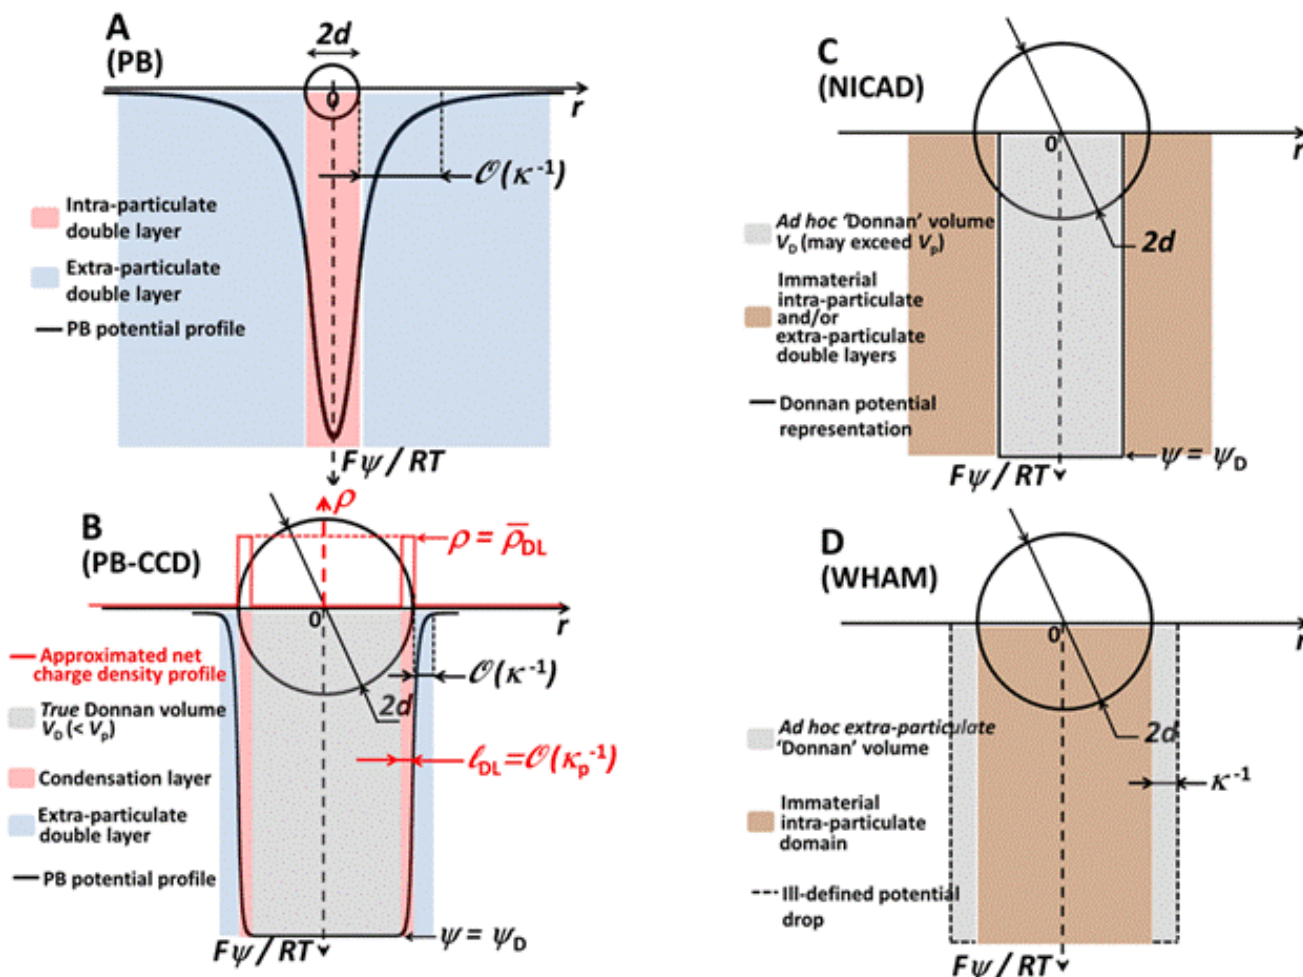 A
(PB)
2d
0
r
𝒪(κ⁻¹)
Intra-particulate
double layer
Extra-particulate
double layer
PB potential profile
Fψ/RT
B
(PB-CCD)
ρ
ρ = ρ̅DL
0
r
Approximated net
charge density profile
𝒪(κ⁻¹)
2d
True Donnan volume
VD (< Vp)
ℓDL=𝒪(κp⁻¹)
Condensation layer
Extra-particulate
double layer
PB potential profile
ψ = ψD
Fψ/RT
C
(NICAD)
0
r
Ad hoc 'Donnan' volume
VD (may exceed Vp)
2d
Immaterial
intra-particulate
and/or
extra-particulate
double layers
Donnan potential
representation
ψ = ψD
Fψ/RT
D
(WHAM)
0
r
Ad hoc extra-particulate
'Donnan' volume
2d
κ⁻¹
Immaterial
intra-particulate
domain
Ill-defined potential
drop
Fψ/RT